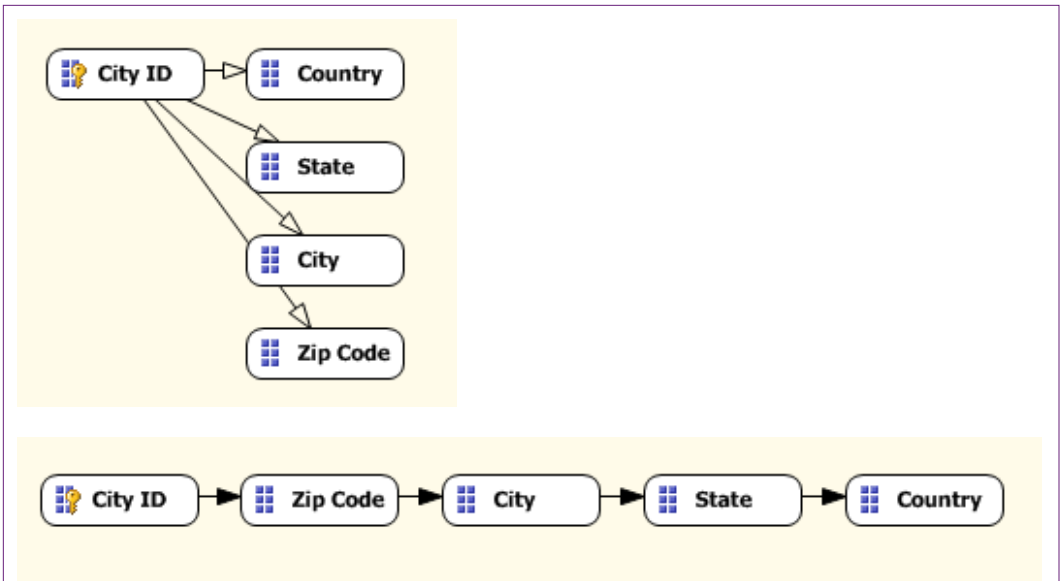 City ID
Country
State
City
Zip Code
City ID
Zip Code
City
State
Country